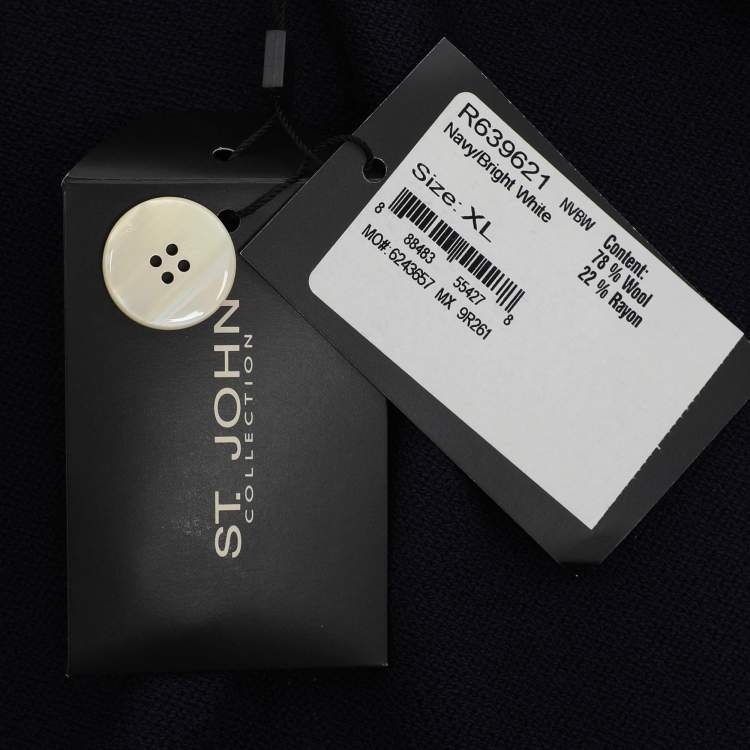 ST. JOHN
COLLECTION
R639621
Navy/Bright White NVBW
Size: XL
Content:
78 % Wool
22 % Rayon
8 88483 55427 8
MO#:6243657 MX 9R261